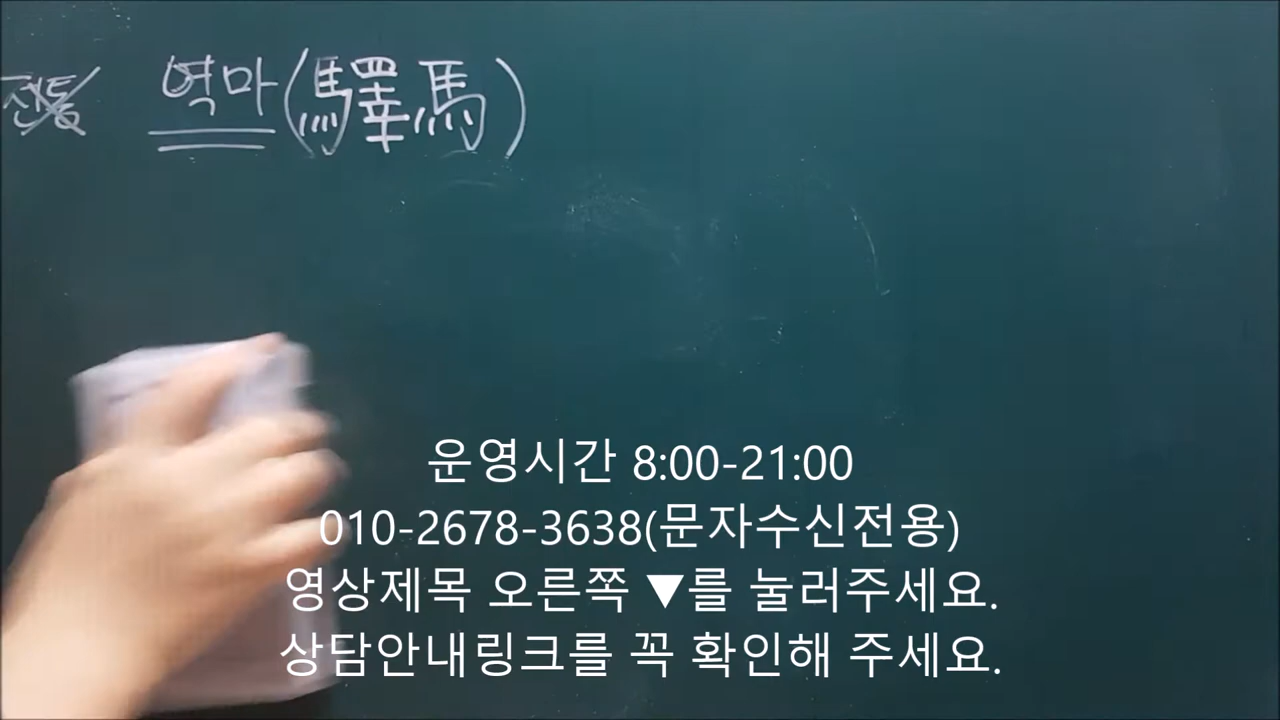 전통 역마(驛馬)
운영시간 8:00-21:00
010-2678-3638(문자수신전용)
영상제목 오른쪽 ▼를 눌러주세요.
상담안내링크를 꼭 확인해 주세요.